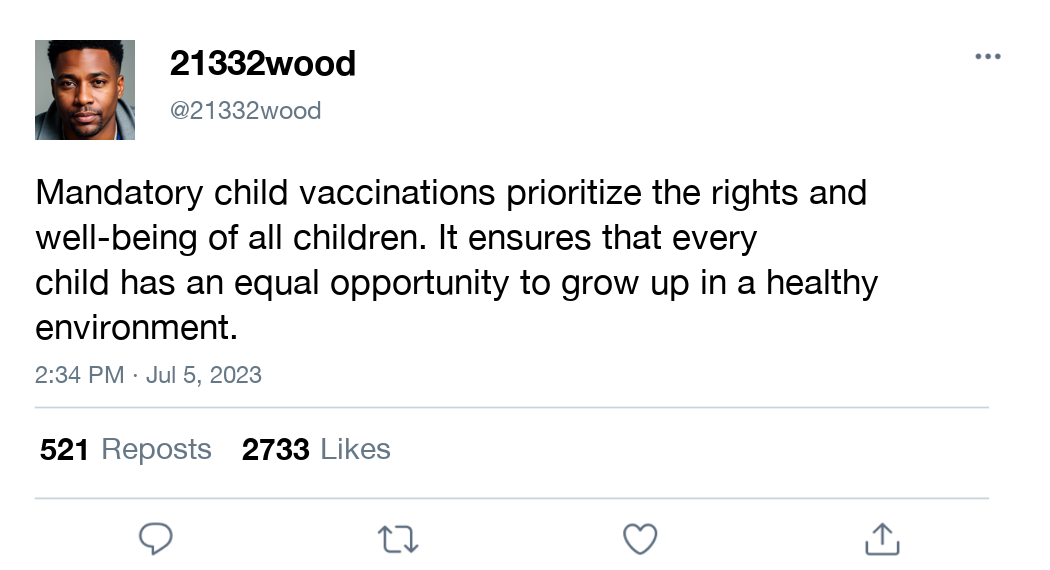 21332wood
@21332wood
Mandatory child vaccinations prioritize the rights and
well-being of all children. It ensures that every
child has an equal opportunity to grow up in a healthy
environment.
2:34 PM · Jul 5, 2023
521 Reposts 2733 Likes